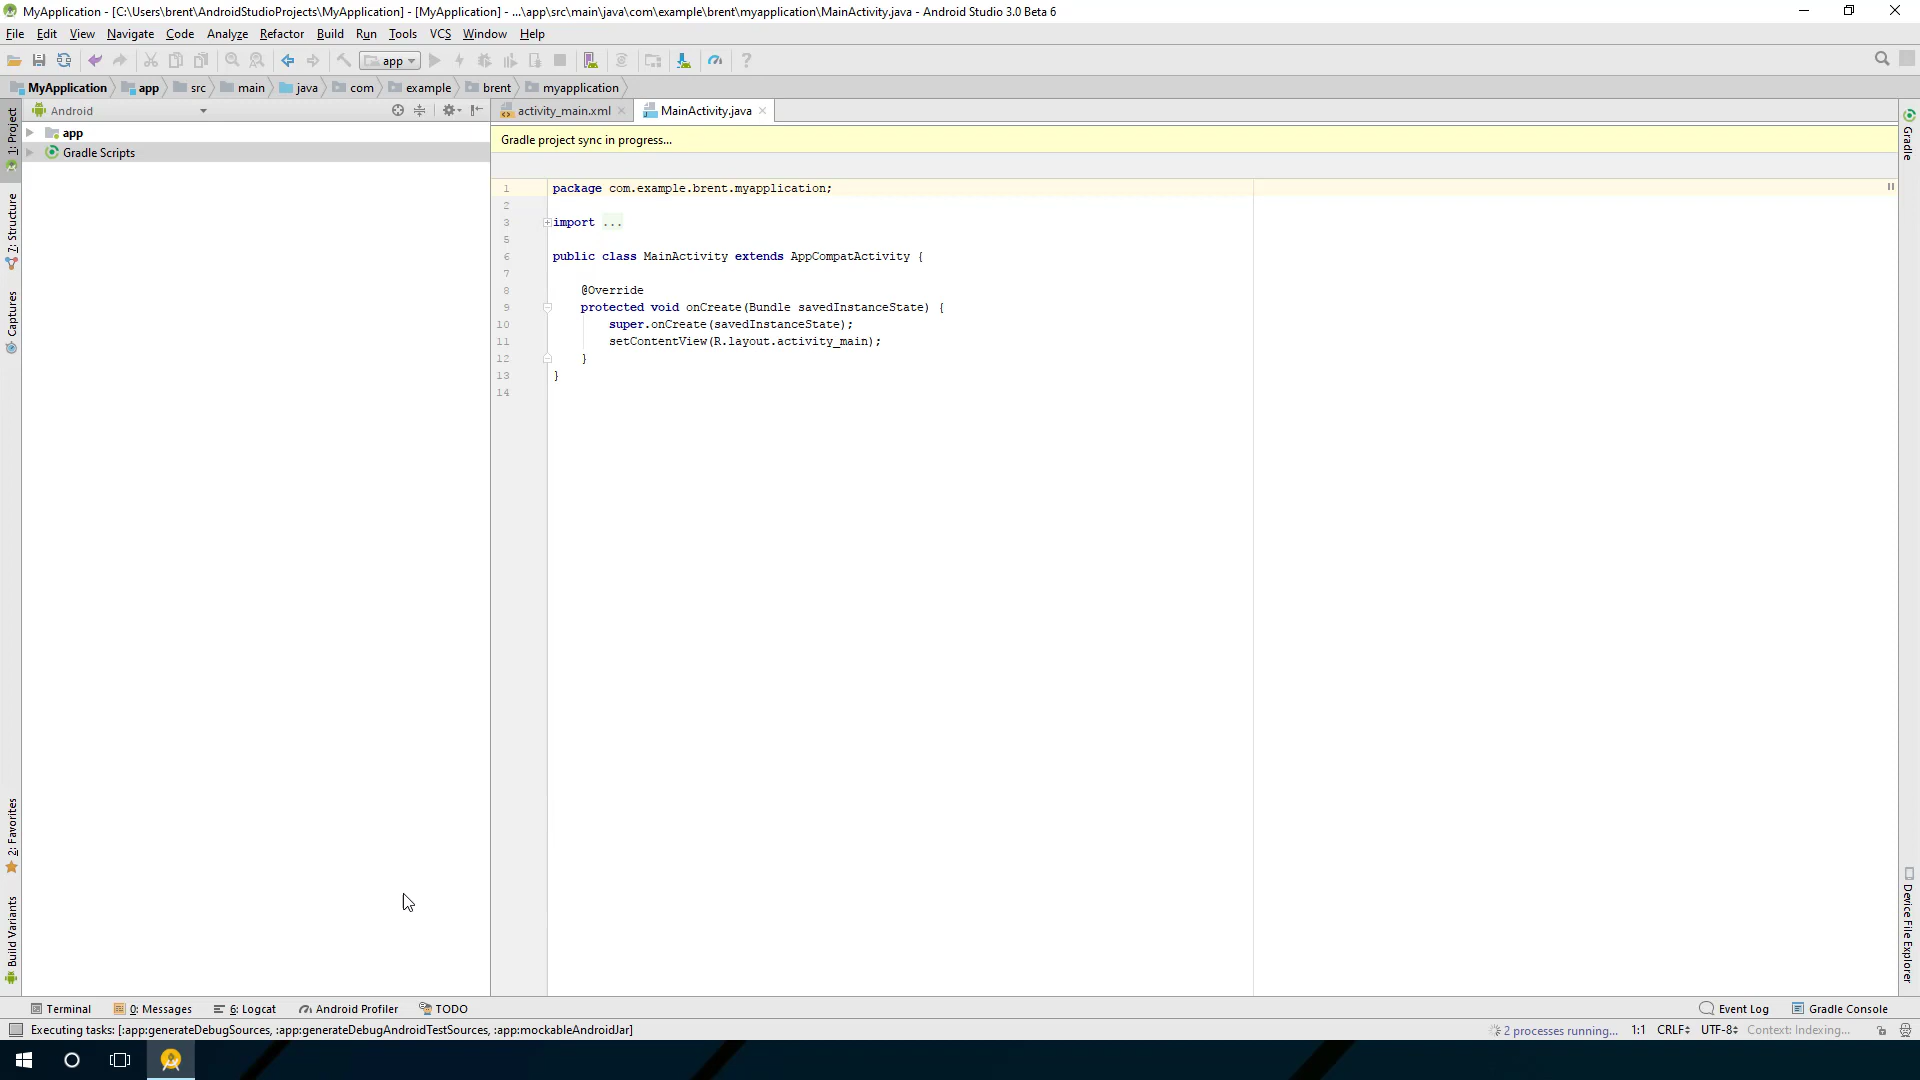 MyApplication - [C:\Users\brent\AndroidStudioProjects\MyApplication] - [MyApplication] - ...\app\src\main\java\com\example\brent\myapplication\MainActivity.java - Android Studio 3.0 Beta 6
File Edit View Navigate Code Analyze Refactor Build Run Tools VCS Window Help
app
MyApplication app src main java com example brent myapplication
Android
activity_main.xml MainActivity.java
1: Project
app
Gradle Scripts
Gradle project sync in progress...
Gradle
1 package com.example.brent.myapplication;
2
3 import ...
5
6 public class MainActivity extends AppCompatActivity {
7
8 @Override
9 protected void onCreate(Bundle savedInstanceState) {
10 super.onCreate(savedInstanceState);
11 setContentView(R.layout.activity_main);
12 }
13 }
14
7: Structure
Captures
2: Favorites
Build Variants
Device File Explorer
Terminal 0: Messages 6: Logcat Android Profiler TODO Event Log Gradle Console
Executing tasks: [:app:generateDebugSources, :app:generateDebugAndroidTestSources, :app:mockableAndroidJar] 2 processes running... 1:1 CRLF UTF-8 Context: Indexing...